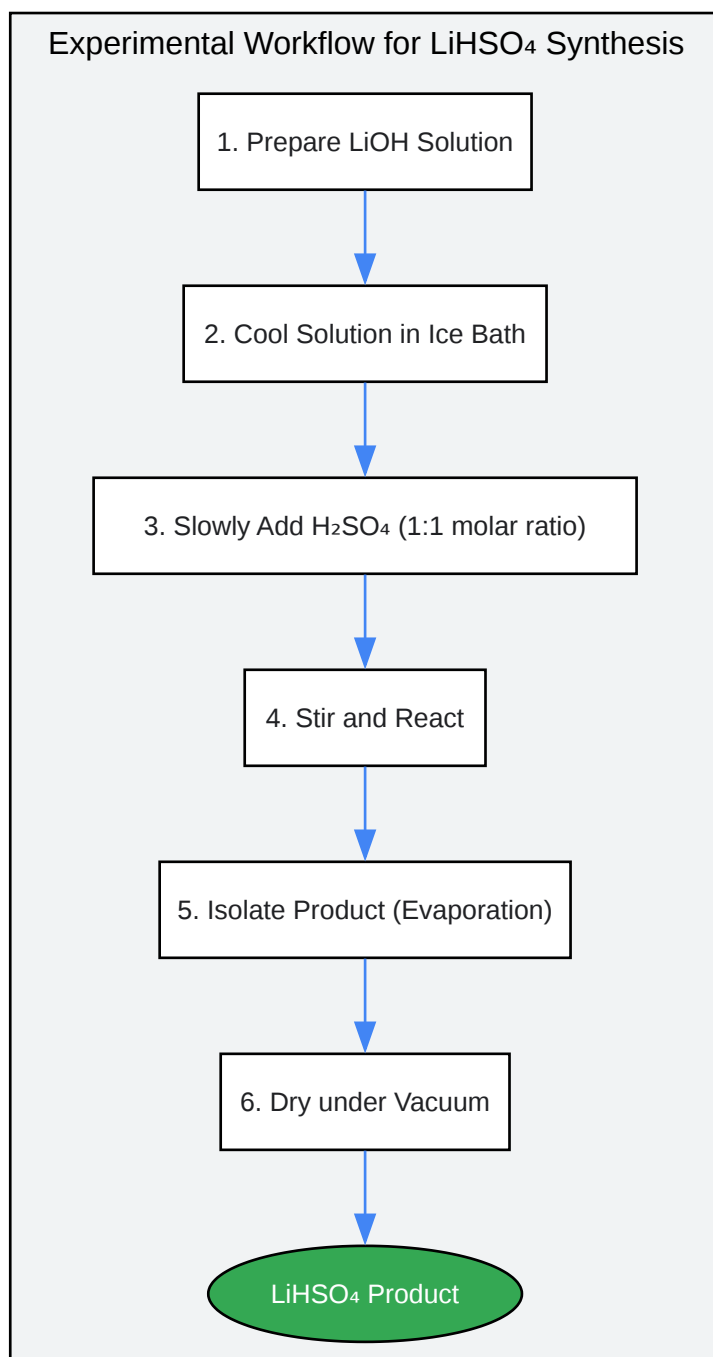 Experimental Workflow for LiHSO₄ Synthesis
1. Prepare LiOH Solution
2. Cool Solution in Ice Bath
3. Slowly Add H₂SO₄ (1:1 molar ratio)
4. Stir and React
5. Isolate Product (Evaporation)
6. Dry under Vacuum
LiHSO₄ Product